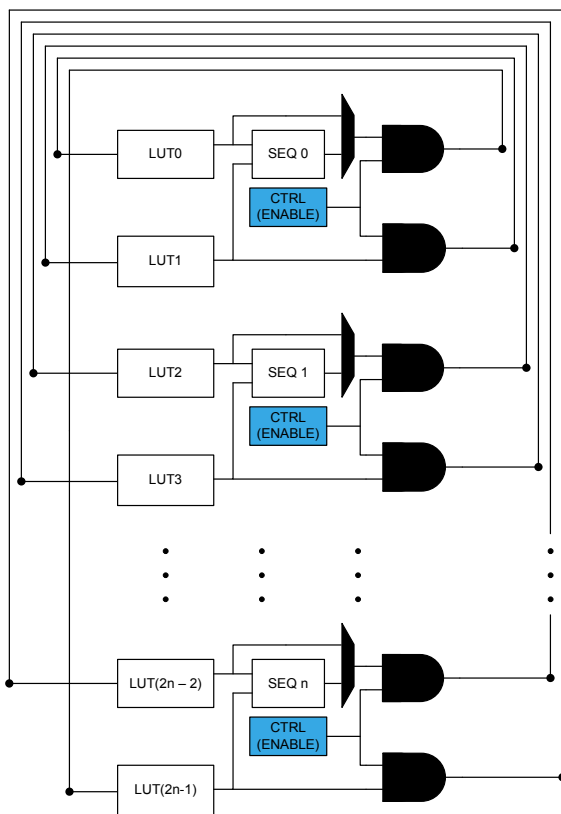 LUT0
SEQ 0
CTRL
(ENABLE)
LUT1
LUT2
SEQ 1
CTRL
(ENABLE)
LUT3
LUT(2n – 2)
SEQ n
CTRL
(ENABLE)
LUT(2n-1)